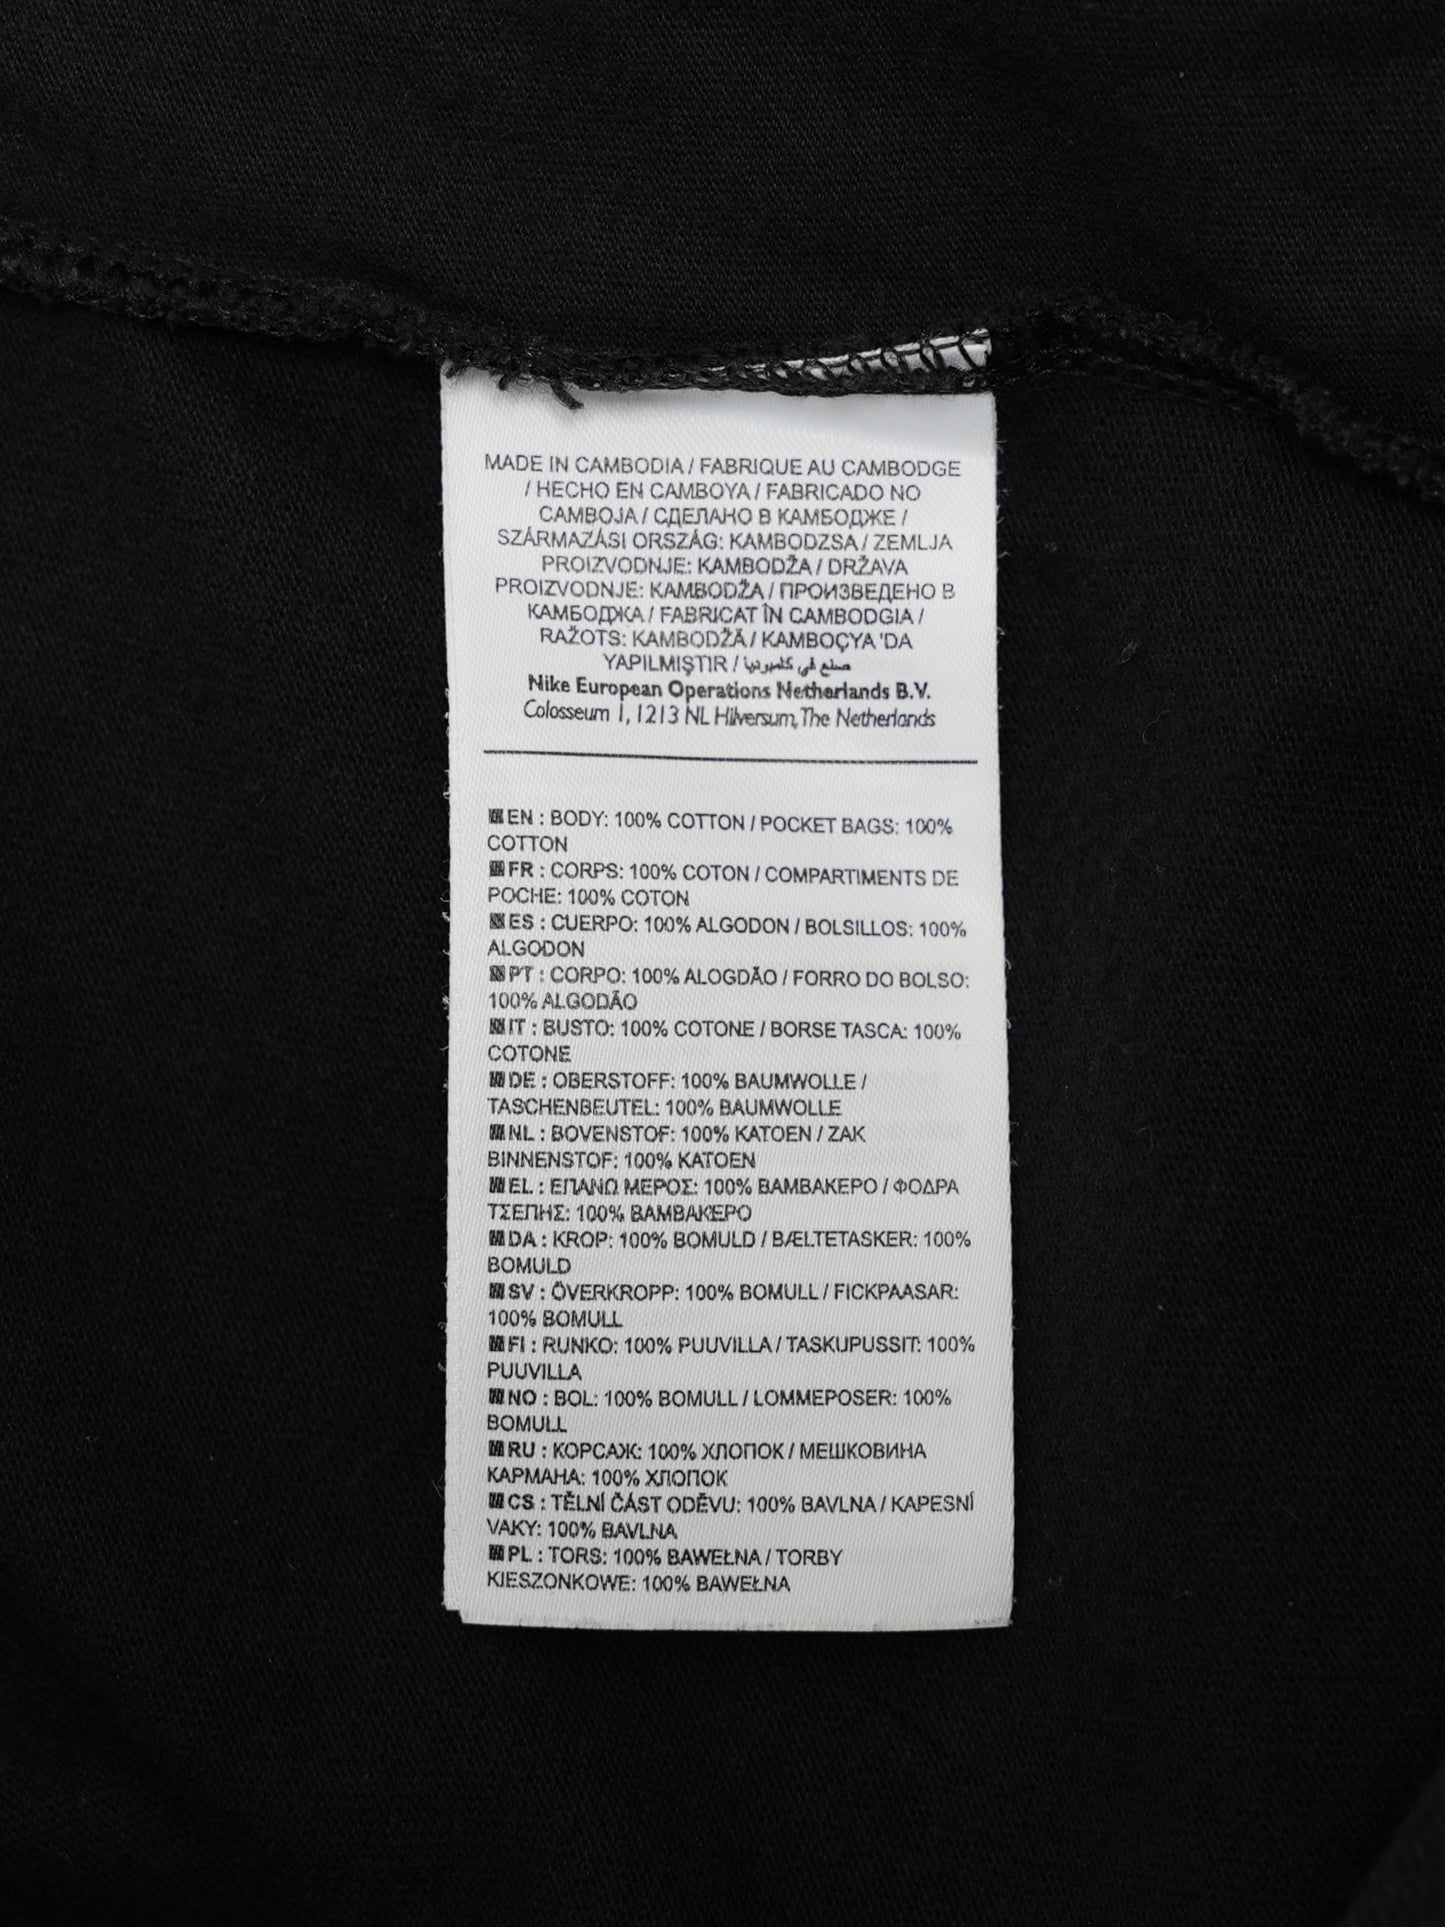 MADE IN CAMBODIA / FABRIQUE AU CAMBODGE
/ HECHO EN CAMBOYA / FABRICADO NO
CAMBOJA / СДЕЛАНО В КАМБОДЖЕ /
SZÁRMAZÁSI ORSZÁG: KAMBODZSA / ZEMLJA
PROIZVODNJE: KAMBODŽA / DRŽAVA
PROIZVODNJE: KAMBODŽA / ПРОИЗВЕДЕНО В
КАМБОДЖА / FABRICAT ÎN CAMBODGIA /
RAŽOTS: KAMBODŽĀ / KAMBOÇYA 'DA
YAPILMIŞTIR / صنع في كمبوديا
Nike European Operations Netherlands B.V.
Colosseum 1, 1213 NL Hilversum, The Netherlands
EN : BODY: 100% COTTON / POCKET BAGS: 100%
COTTON
FR : CORPS: 100% COTON / COMPARTIMENTS DE
POCHE: 100% COTON
ES : CUERPO: 100% ALGODON / BOLSILLOS: 100%
ALGODON
PT : CORPO: 100% ALOGDÃO / FORRO DO BOLSO:
100% ALGODÃO
IT : BUSTO: 100% COTONE / BORSE TASCA: 100%
COTONE
DE : OBERSTOFF: 100% BAUMWOLLE /
TASCHENBEUTEL: 100% BAUMWOLLE
NL : BOVENSTOF: 100% KATOEN / ZAK
BINNENSTOF: 100% KATOEN
EL : ΕΠΑΝΩ ΜΕΡΟΣ: 100% ΒΑΜΒΑΚΕΡΟ / ΦΟΔΡΑ
ΤΣΕΠΗΣ: 100% ΒΑΜΒΑΚΕΡΟ
DA : KROP: 100% BOMULD / BÆLTETASKER: 100%
BOMULD
SV : ÖVERKROPP: 100% BOMULL / FICKPAASAR:
100% BOMULL
FI : RUNKO: 100% PUUVILLA / TASKUPUSSIT: 100%
PUUVILLA
NO : BOL: 100% BOMULL / LOMMEPOSER: 100%
BOMULL
RU : КОРСАЖ: 100% ХЛОПОК / МЕШКОВИНА
КАРМАНА: 100% ХЛОПОК
CS : TĚLNÍ ČÁST ODĚVU: 100% BAVLNA / KAPESNÍ
VAKY: 100% BAVLNA
PL : TORS: 100% BAWEŁNA / TORBY
KIESZONKOWE: 100% BAWEŁNA